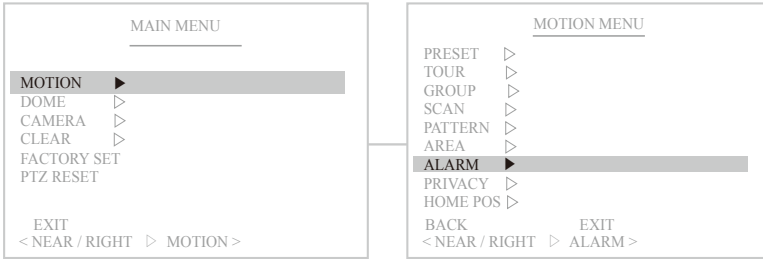 MAIN MENU
MOTION ▶
DOME ▷
CAMERA ▷
CLEAR ▷
FACTORY SET
PTZ RESET
EXIT
< NEAR / RIGHT ▷ MOTION >
MOTION MENU
PRESET ▷
TOUR ▷
GROUP ▷
SCAN ▷
PATTERN ▷
AREA ▷
ALARM ▶
PRIVACY ▷
HOME POS ▷
BACK EXIT
< NEAR / RIGHT ▷ ALARM >